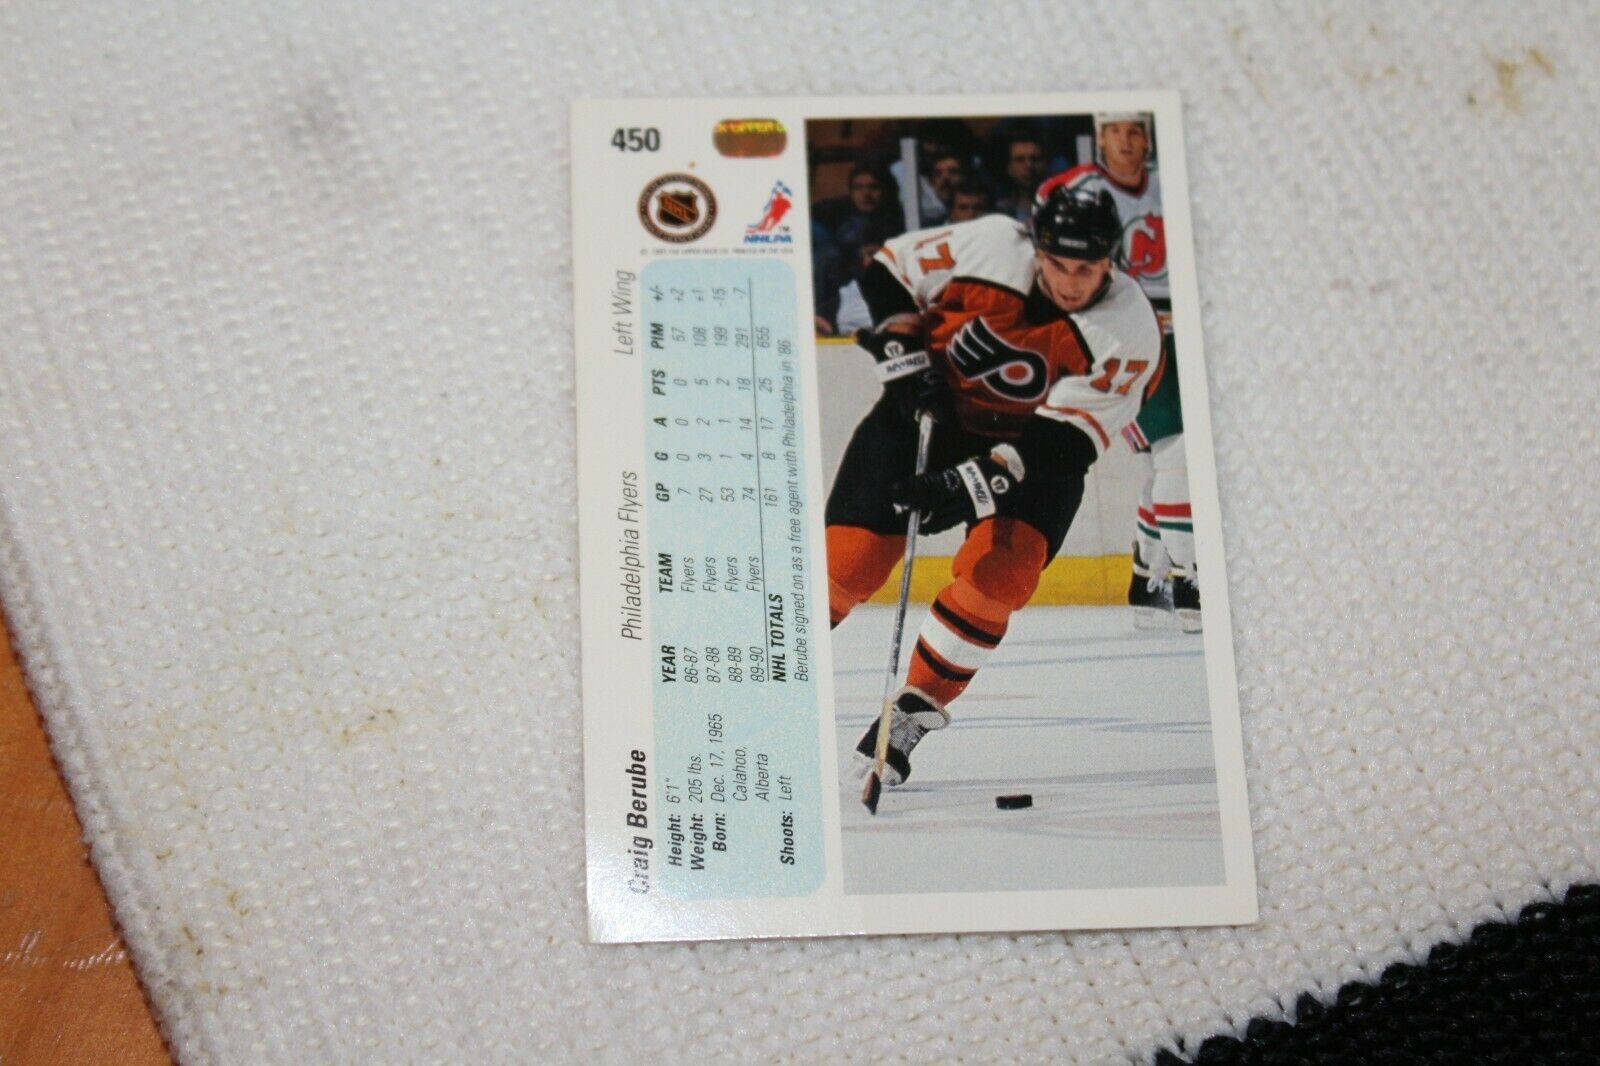 450
UPPER D
NHL
NHLPA
TM
Craig Berube Philadelphia Flyers Left Wing
Height: 6'1"
Weight: 205 lbs.
Born: Dec. 17, 1965
Calahoo,
Alberta
Shoots: Left
YEAR TEAM GP G A PTS PIM +/-
86-87 Flyers 7 0 0 0 57 +2
87-88 Flyers 27 3 2 5 108 +1
88-89 Flyers 53 1 1 2 199 -15
89-90 Flyers 74 4 14 18 291 -7
NHL TOTALS 161 8 17 25 655
Berube signed on as a free agent with Philadelphia in '86
17
17